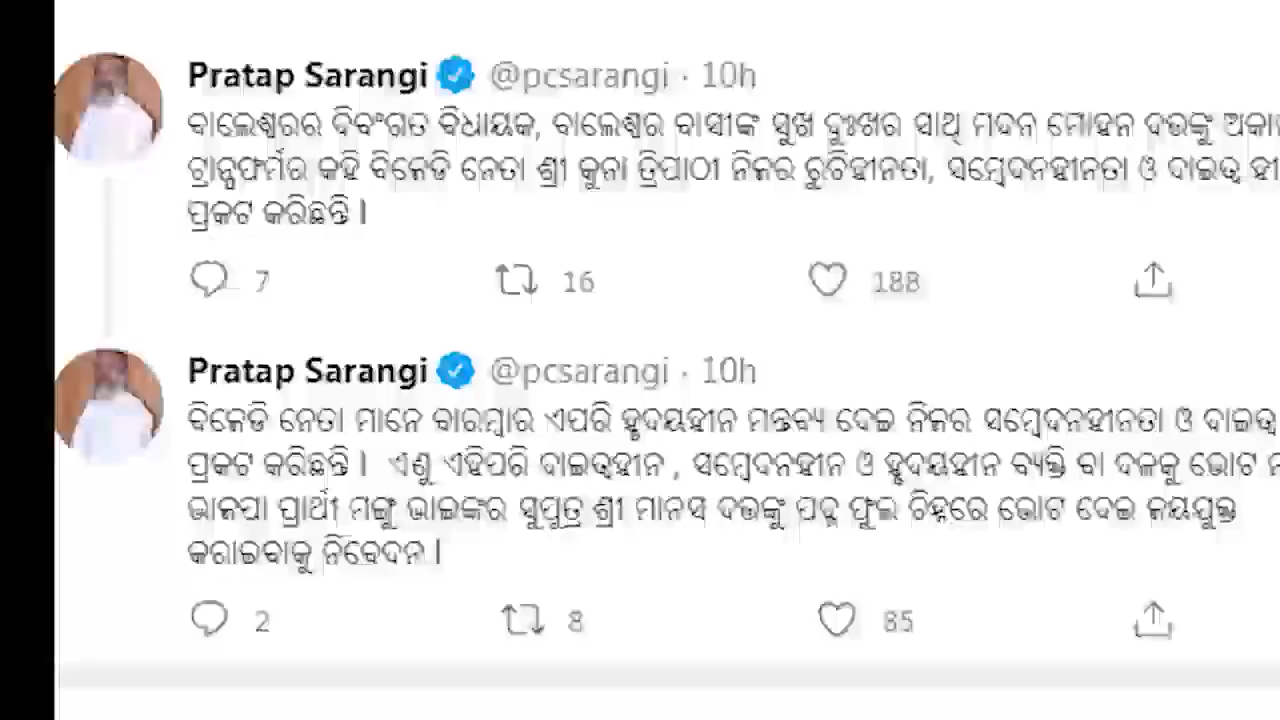 Pratap Sarangi @pcsarangi · 10h
ବାଲେଶ୍ୱରର ଦିବଂଗତ ବିଧାୟକ, ବାଲେଶ୍ୱର ବାସୀଙ୍କ ସୁଖ ଦୁଃଖର ସାଥି ମଦନ ମୋହନ ଦତ୍ତଙ୍କୁ
ଟ୍ରାନ୍ସଫର୍ମର କହି ବିଜେଡି ନେତା ଶ୍ରୀ କୁନା ତ୍ରିପାଠୀ ନିଜର ରୁଚିହୀନତା, ସମ୍ବେଦନହୀନତା ଓ ଦାଇତ୍ୱ
ପ୍ରକଟ କରିଛନ୍ତି ।
7 16 188
Pratap Sarangi @pcsarangi · 10h
ବିଜେଡି ନେତା ମାନେ ବାରମ୍ବାର ଏପରି ହୃଦୟହୀନ ମନ୍ତବ୍ୟ ଦେଇ ନିଜର ସମ୍ବେଦନହୀନତା ଓ
ପ୍ରକଟ କରିଛନ୍ତି । ଏଣୁ ଏହିପରି ଦାଇତ୍ୱହୀନ , ସମ୍ବେଦନହୀନ ଓ ହୃଦୟହୀନ ବ୍ୟକ୍ତି ବା ଦଳକୁ ଭୋଟ
ଭାଜପା ପ୍ରାର୍ଥୀ ମଙ୍ଗୁ ଭାଇଙ୍କର ସୁପୁତ୍ର ଶ୍ରୀ ମାନସ ଦତ୍ତଙ୍କୁ ପଦ୍ମ ଫୁଲ ଚିହ୍ନରେ ଭୋଟ ଦେଇ ଜୟଯୁକ୍ତ
କରାଇବାକୁ ନିବେଦନ ।
2 8 85